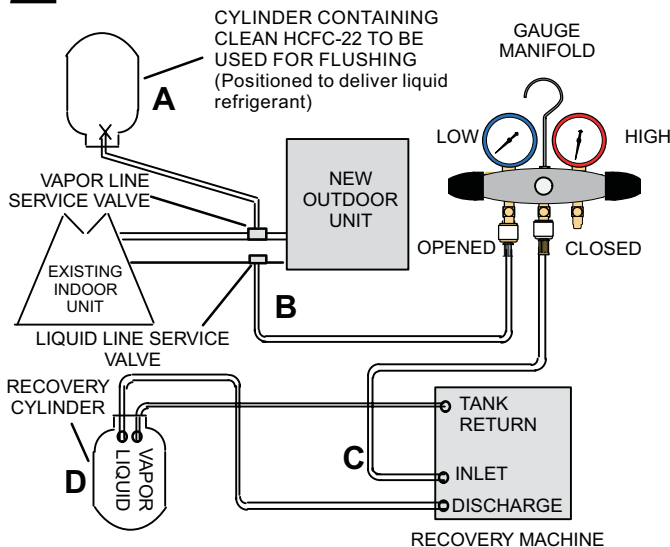 CYLINDER CONTAINING
CLEAN HCFC-22 TO BE
USED FOR FLUSHING
(Positioned to deliver liquid
refrigerant)
A
GAUGE
MANIFOLD
LOW
HIGH
VAPOR LINE
SERVICE VALVE
NEW
OUTDOOR
UNIT
OPENED
CLOSED
EXISTING
INDOOR
UNIT
B
LIQUID LINE SERVICE
VALVE
RECOVERY
CYLINDER
TANK
RETURN
C
D
LIQUID
VAPOR
INLET
DISCHARGE
RECOVERY MACHINE